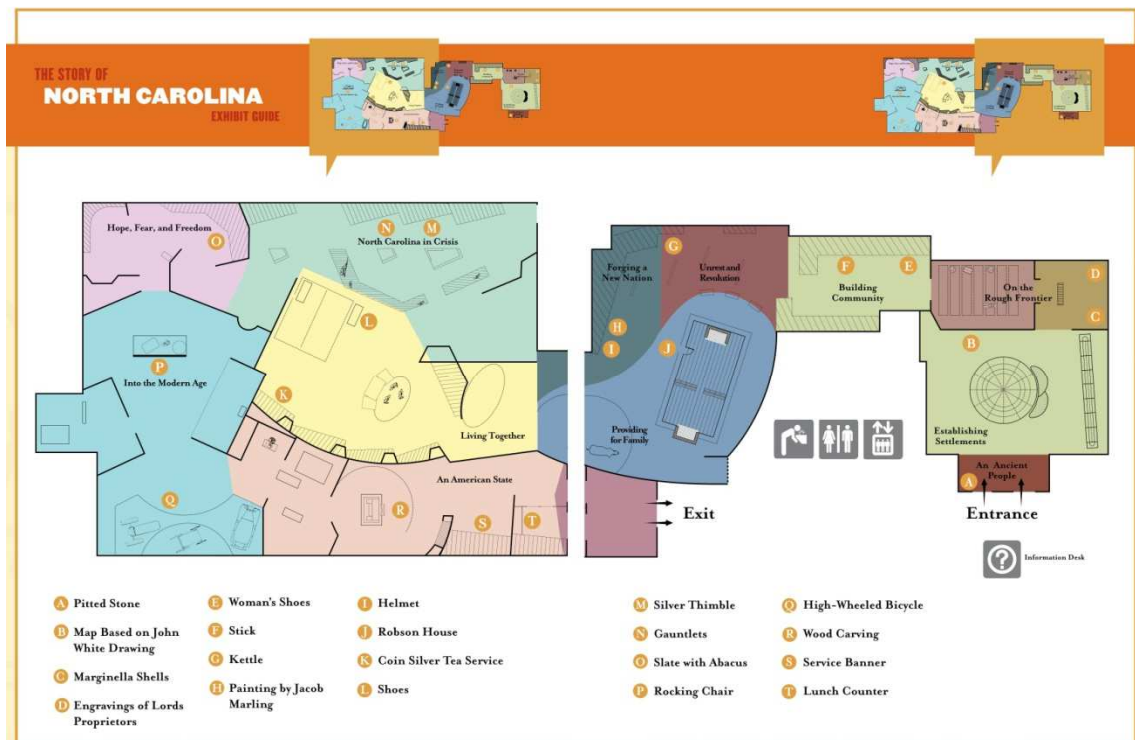 THE STORY OF
NORTH CAROLINA
EXHIBIT GUIDE
Hope, Fear, and Freedom
O
N
M
North Carolina in Crisis
L
P
Into the Modern Age
K
Living Together
An American State
Q
R
S
T
G
Forging a
New Nation
Unrest and
Revolution
F
E
Building
Community
D
On the
Rough Frontier
C
H
I
J
B
Providing
for Family
Establishing
Settlements
A
An Ancient
People
Exit
Entrance
?
Information Desk
A Pitted Stone
B Map Based on John
White Drawing
C Marginella Shells
D Engravings of Lords
Proprietors
E Woman's Shoes
F Stick
G Kettle
H Painting by Jacob
Marling
I Helmet
J Robson House
K Coin Silver Tea Service
L Shoes
M Silver Thimble
N Gauntlets
O Slate with Abacus
P Rocking Chair
Q High-Wheeled Bicycle
R Wood Carving
S Service Banner
T Lunch Counter